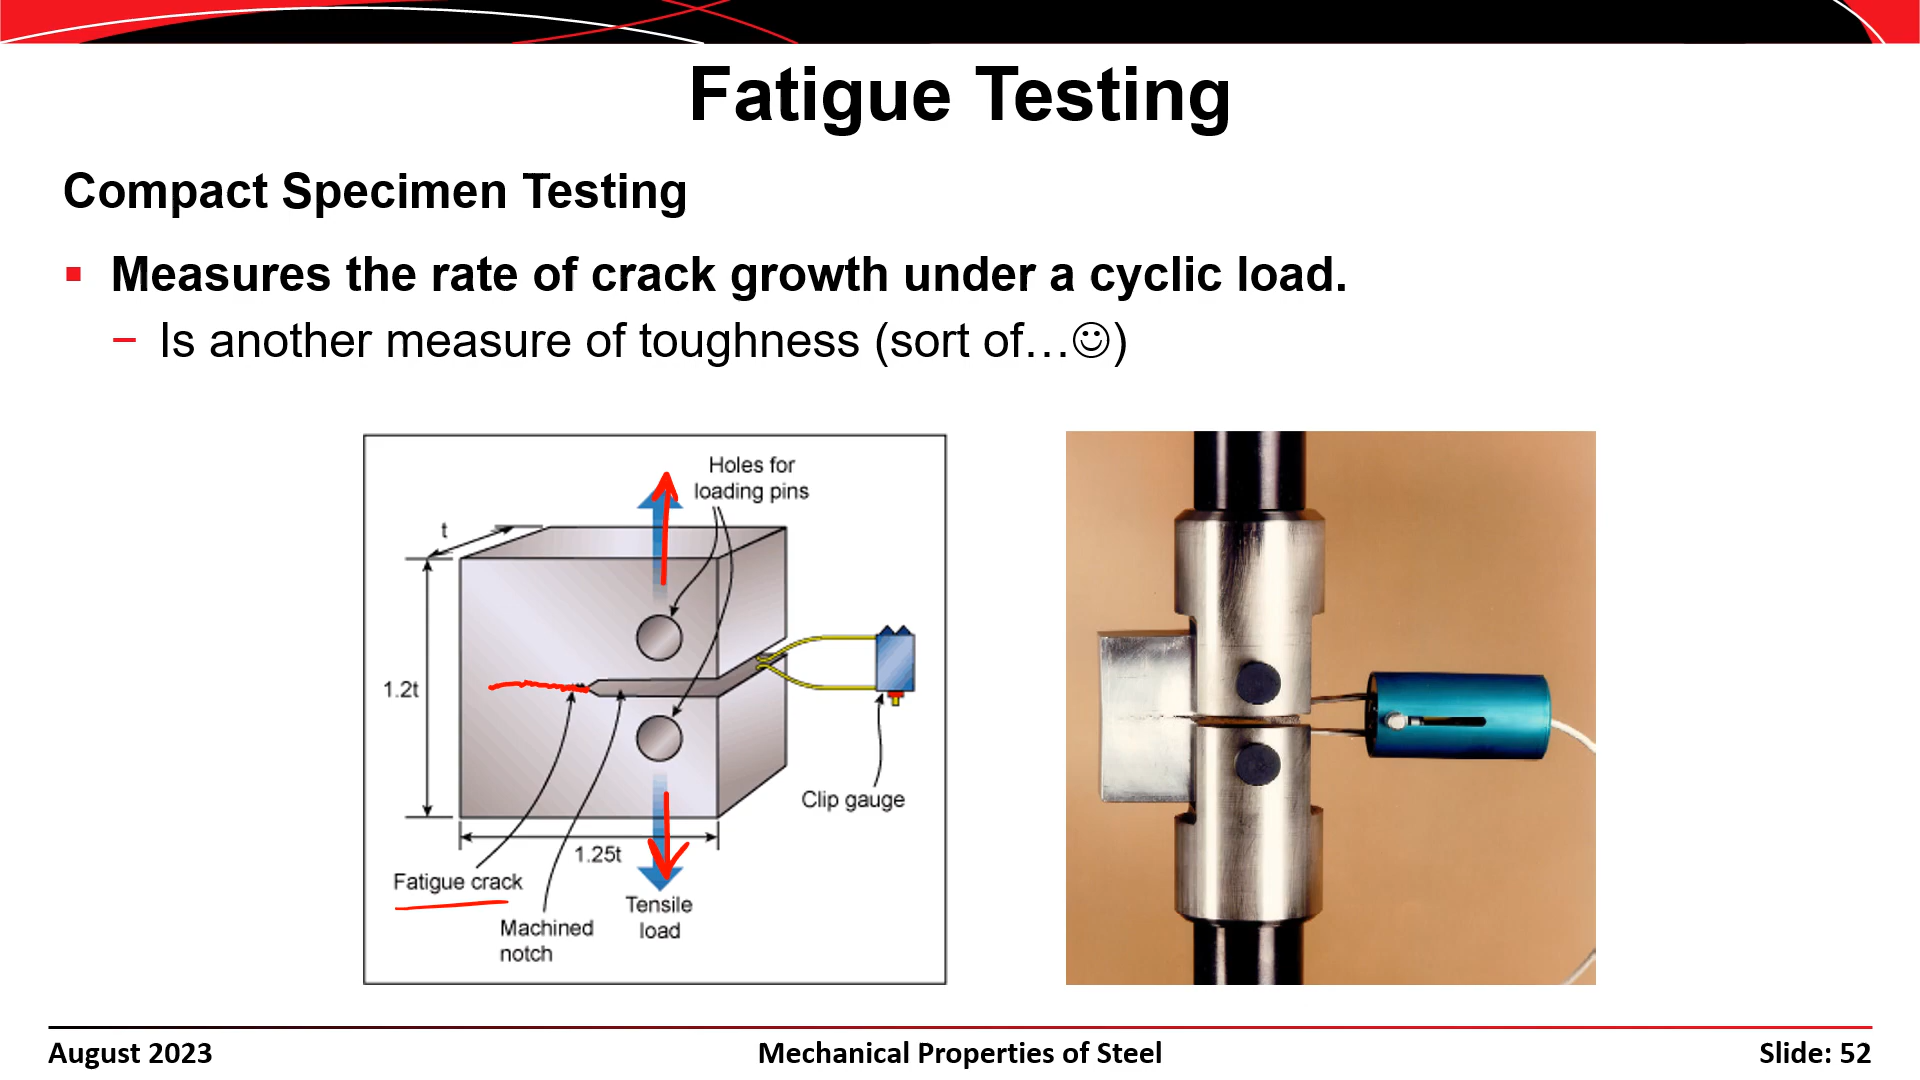 Fatigue Testing
Compact Specimen Testing
▪ Measures the rate of crack growth under a cyclic load.
– Is another measure of toughness (sort of…☺)
Holes for
loading pins
t
1.2t
1.25t
Clip gauge
Fatigue crack
Machined
notch
Tensile
load
August 2023
Mechanical Properties of Steel
Slide: 52